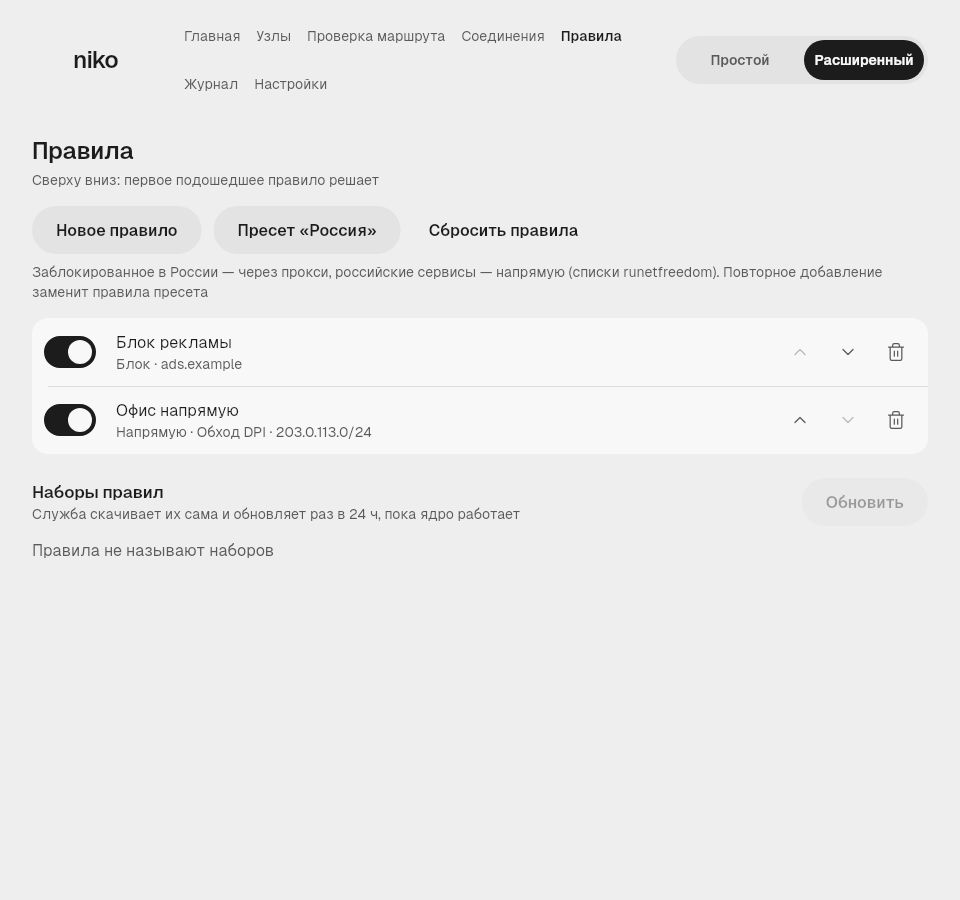 niko
Главная Узлы Проверка маршрута Соединения Правила
Журнал Настройки
Простой Расширенный
Правила
Сверху вниз: первое подошедшее правило решает
Новое правило Пресет «Россия» Сбросить правила
Заблокированное в России — через прокси, российские сервисы — напрямую (списки runetfreedom). Повторное добавление
заменит правила пресета
Блок рекламы
Блок · ads.example
Офис напрямую
Напрямую · Обход DPI · 203.0.113.0/24
Наборы правил
Служба скачивает их сама и обновляет раз в 24 ч, пока ядро работает
Обновить
Правила не называют наборов